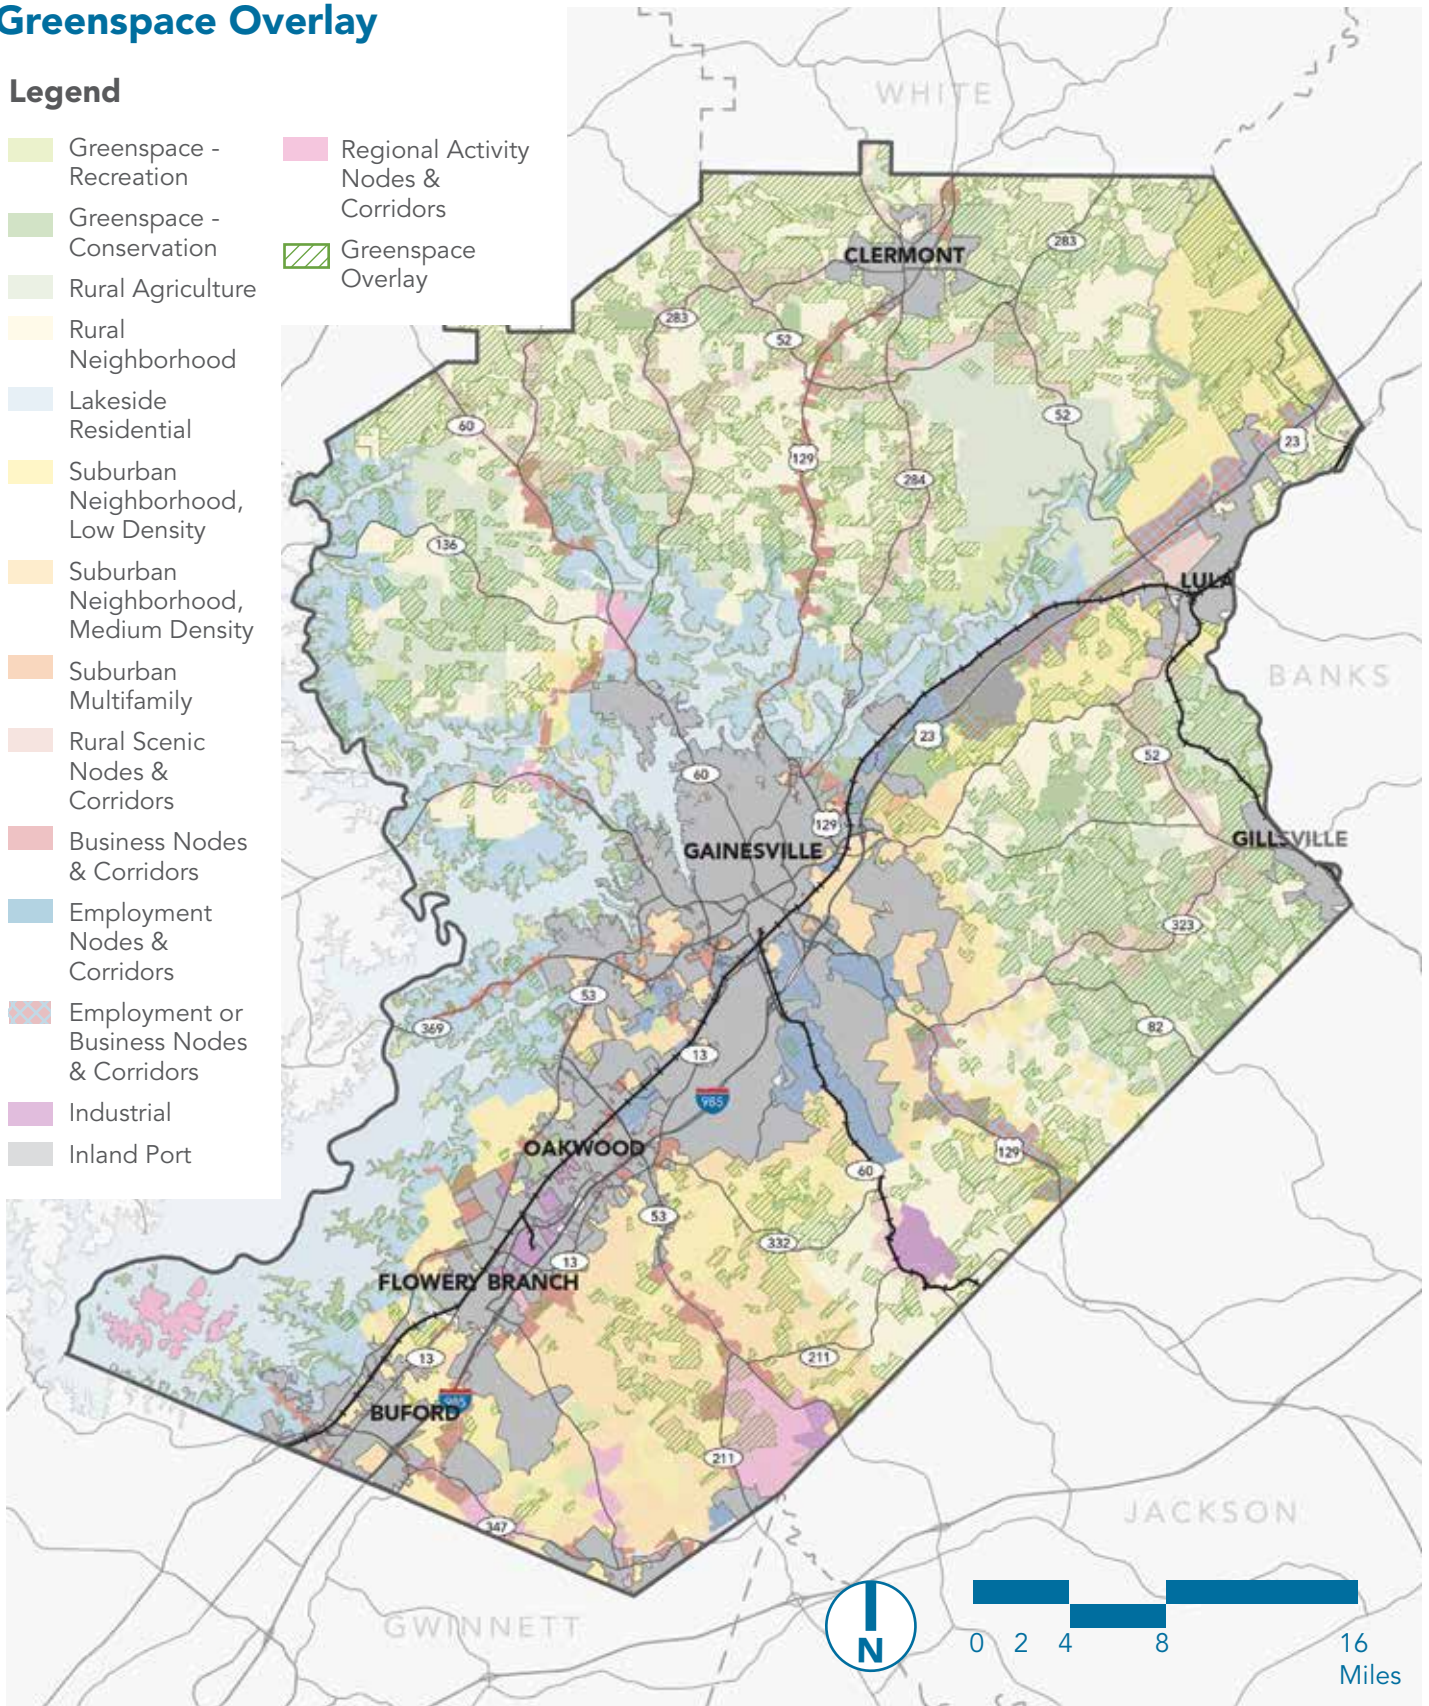 Greenspace Overlay
Legend
Greenspace -
Recreation
Greenspace -
Conservation
Rural Agriculture
Rural
Neighborhood
Lakeside
Residential
Suburban
Neighborhood,
Low Density
Suburban
Neighborhood,
Medium Density
Suburban
Multifamily
Rural Scenic
Nodes &
Corridors
Business Nodes
& Corridors
Employment
Nodes &
Corridors
Employment or
Business Nodes
& Corridors
Industrial
Inland Port
Regional Activity
Nodes &
Corridors
Greenspace
Overlay
WHITE
283
CLERMONT
283
52
52
60
23
129
284
136
LULA
BANKS
23
52
60
129
GILLSVILLE
GAINESVILLE
323
53
369
82
13
985
OAKWOOD
129
60
53
332
13
FLOWERY BRANCH
211
13
985
BUFORD
211
347
JACKSON
GWINNETT
N
0 2 4 8 16
Miles